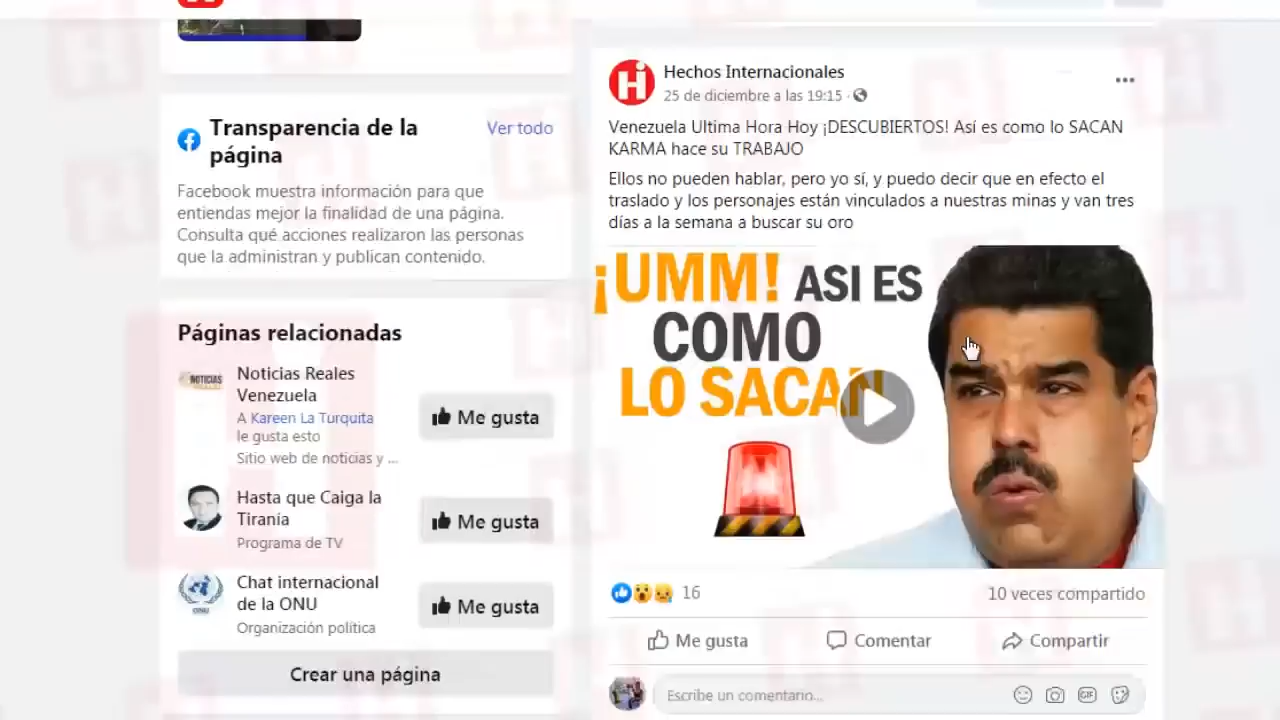 Transparencia de la
página
Ver todo
Facebook muestra información para que
entiendas mejor la finalidad de una página.
Consulta qué acciones realizaron las personas
que la administran y publican contenido.
Páginas relacionadas
Noticias Reales
Venezuela
A Kareen La Turquita
le gusta esto
Sitio web de noticias y ...
Me gusta
Hasta que Caiga la
Tiranía
Programa de TV
Me gusta
Chat internacional
de la ONU
Organización política
Me gusta
Crear una página
Hechos Internacionales
25 de diciembre a las 19:15 ·
Venezuela Ultima Hora Hoy ¡DESCUBIERTOS! Así es como lo SACAN
KARMA hace su TRABAJO
Ellos no pueden hablar, pero yo sí, y puedo decir que en efecto el
traslado y los personajes están vinculados a nuestras minas y van tres
días a la semana a buscar su oro
¡UMM! ASI ES
COMO
LO SACAN
16
10 veces compartido
Me gusta
Comentar
Compartir
Escribe un comentario...
GIF